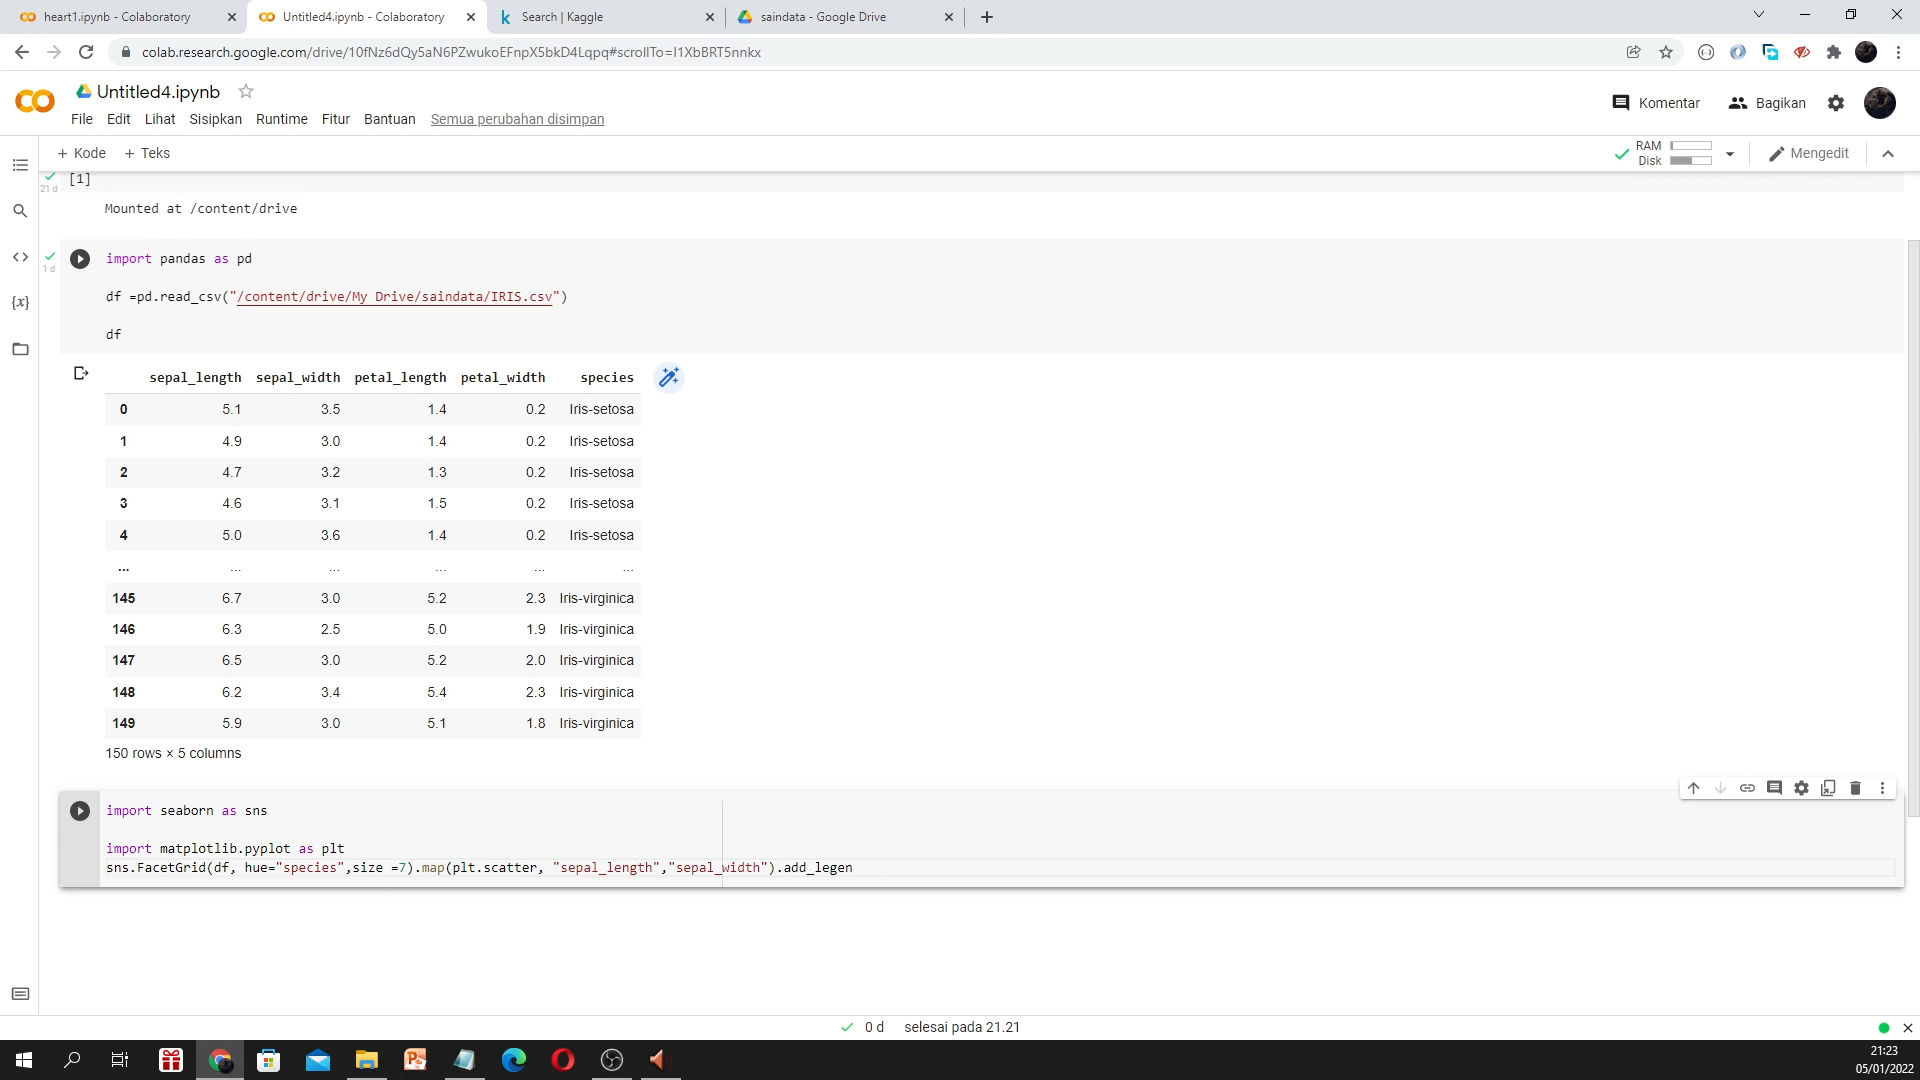 heart1.ipynb - Colaboratory
Untitled4.ipynb - Colaboratory
Search | Kaggle
saindata - Google Drive
colab.research.google.com/drive/10fNz6dQy5aN6PZwukoEFnpX5bkD4Lqpq#scrollTo=I1XbBRT5nnkx
Untitled4.ipynb
Komentar
Bagikan
File Edit Lihat Sisipkan Runtime Fitur Bantuan Semua perubahan disimpan
+ Kode + Teks
RAM
Disk
Mengedit
21 d
[1]
Mounted at /content/drive
1 d
import pandas as pd
df =pd.read_csv("/content/drive/My Drive/saindata/IRIS.csv")
df
sepal_length sepal_width petal_length petal_width species
0 5.1 3.5 1.4 0.2 Iris-setosa
1 4.9 3.0 1.4 0.2 Iris-setosa
2 4.7 3.2 1.3 0.2 Iris-setosa
3 4.6 3.1 1.5 0.2 Iris-setosa
4 5.0 3.6 1.4 0.2 Iris-setosa
... ... ... ... ... ...
145 6.7 3.0 5.2 2.3 Iris-virginica
146 6.3 2.5 5.0 1.9 Iris-virginica
147 6.5 3.0 5.2 2.0 Iris-virginica
148 6.2 3.4 5.4 2.3 Iris-virginica
149 5.9 3.0 5.1 1.8 Iris-virginica
150 rows × 5 columns
import seaborn as sns
import matplotlib.pyplot as plt
sns.FacetGrid(df, hue="species",size =7).map(plt.scatter, "sepal_length","sepal_width").add_legen
0 d selesai pada 21.21
21:23
05/01/2022